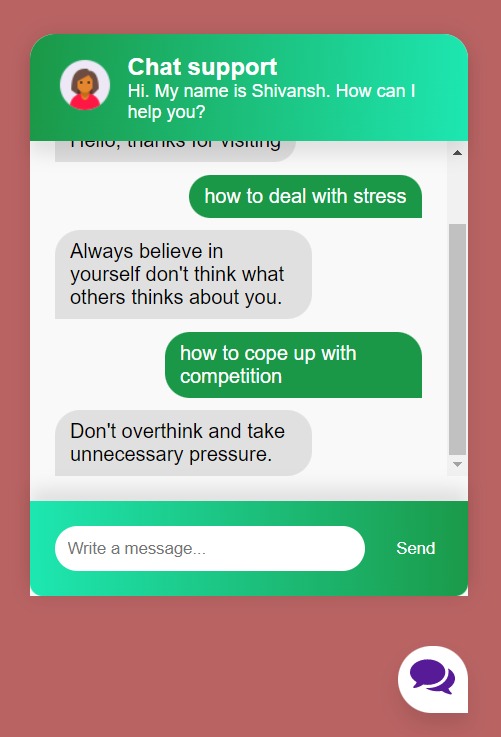 Chat support
Hi. My name is Shivansh. How can I
help you?
Hello, thanks for visiting
how to deal with stress
Always believe in
yourself don't think what
others thinks about you.
how to cope up with
competition
Don't overthink and take
unnecessary pressure.
Write a message...
Send